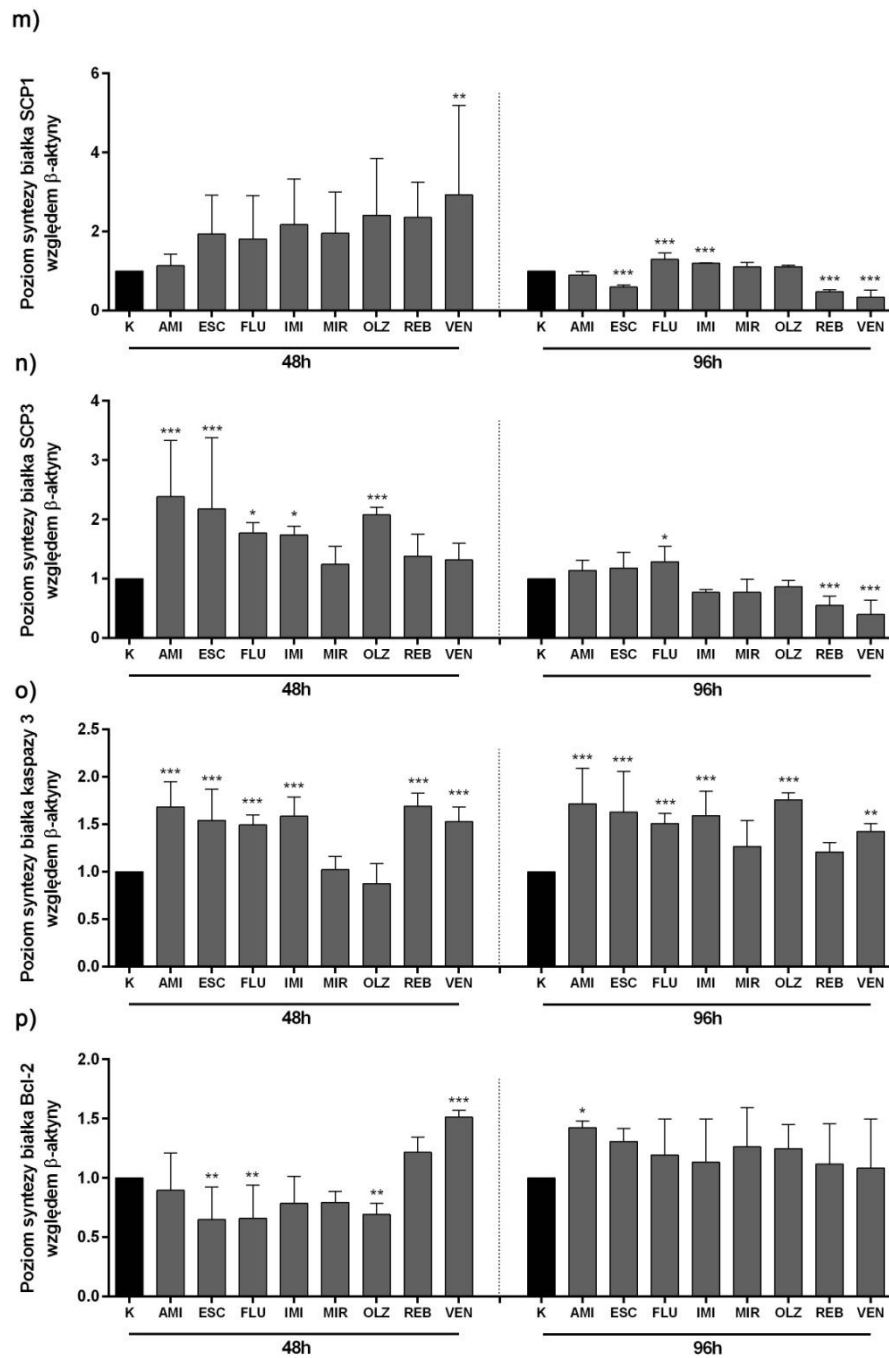 m)
Poziom syntezy białka SCP1
względem β-aktyny
6
4
2
0
** *** *** *** *** ***
K AMI ESC FLU IMI MIR OLZ REB VEN K AMI ESC FLU IMI MIR OLZ REB VEN
48h 96h
n)
Poziom syntezy białka SCP3
względem β-aktyny
4
3
2
1
0
*** *** * * *** * *** ***
K AMI ESC FLU IMI MIR OLZ REB VEN K AMI ESC FLU IMI MIR OLZ REB VEN
48h 96h
o)
Poziom syntezy białka kaspazy 3
względem β-aktyny
2.5
2.0
1.5
1.0
0.5
0.0
*** *** *** *** *** *** *** *** *** *** *** **
K AMI ESC FLU IMI MIR OLZ REB VEN K AMI ESC FLU IMI MIR OLZ REB VEN
48h 96h
p)
Poziom syntezy białka Bcl-2
względem β-aktyny
2.0
1.5
1.0
0.5
0.0
** ** ** *** *
K AMI ESC FLU IMI MIR OLZ REB VEN K AMI ESC FLU IMI MIR OLZ REB VEN
48h 96h